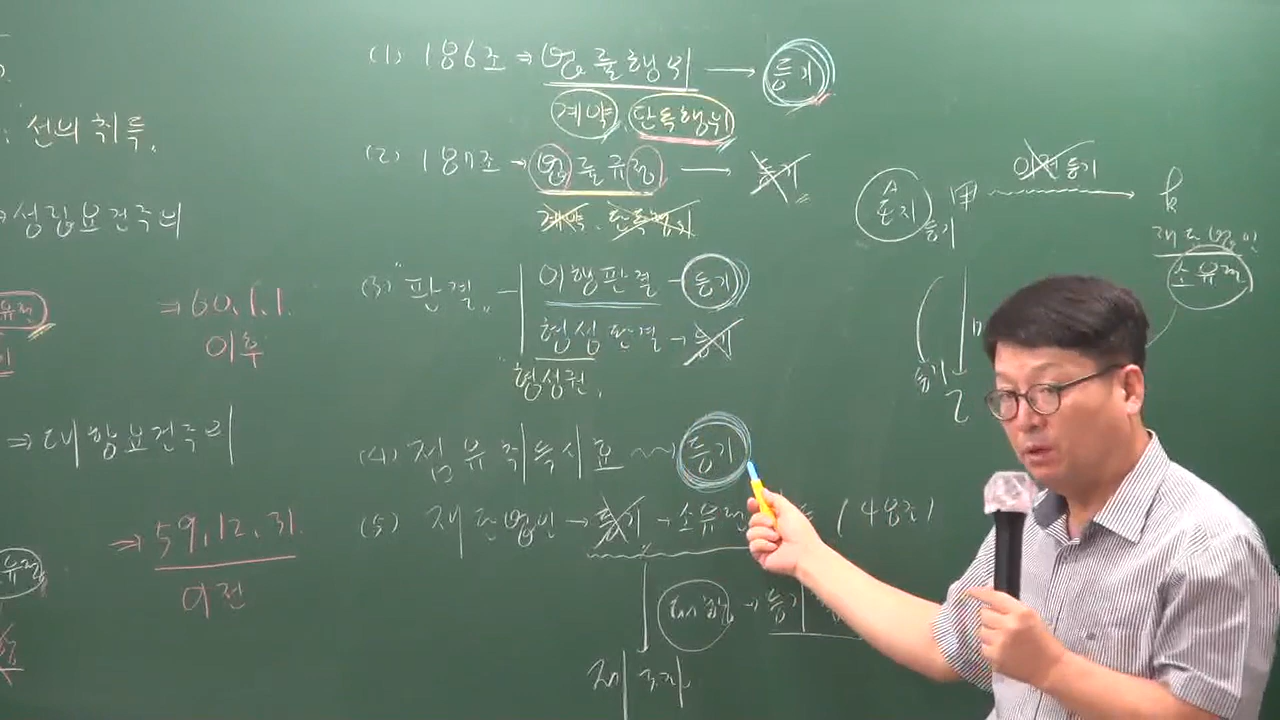 : 선의취득
⇒성립요건주의
⇒60.1.1.
이후
⇒대항요건주의
⇒59.12.31.
이전
(1) 186조 ⇒ 법률행위 → 등기
계약, 단독행위
(2) 187조 → 법률규정 → 등기
계약, 단독행위
(3) "판결" - 이행판결 - 등기
형성판결 → 등기
형성권.
(4) 점유취득시효 ~~ 등기
(5) 재단법인 → 등기 → 소유권 (48조)
→ 등기
제3자
토지
등기
甲
이전등기
k
재단법인
소유권
등기
乙